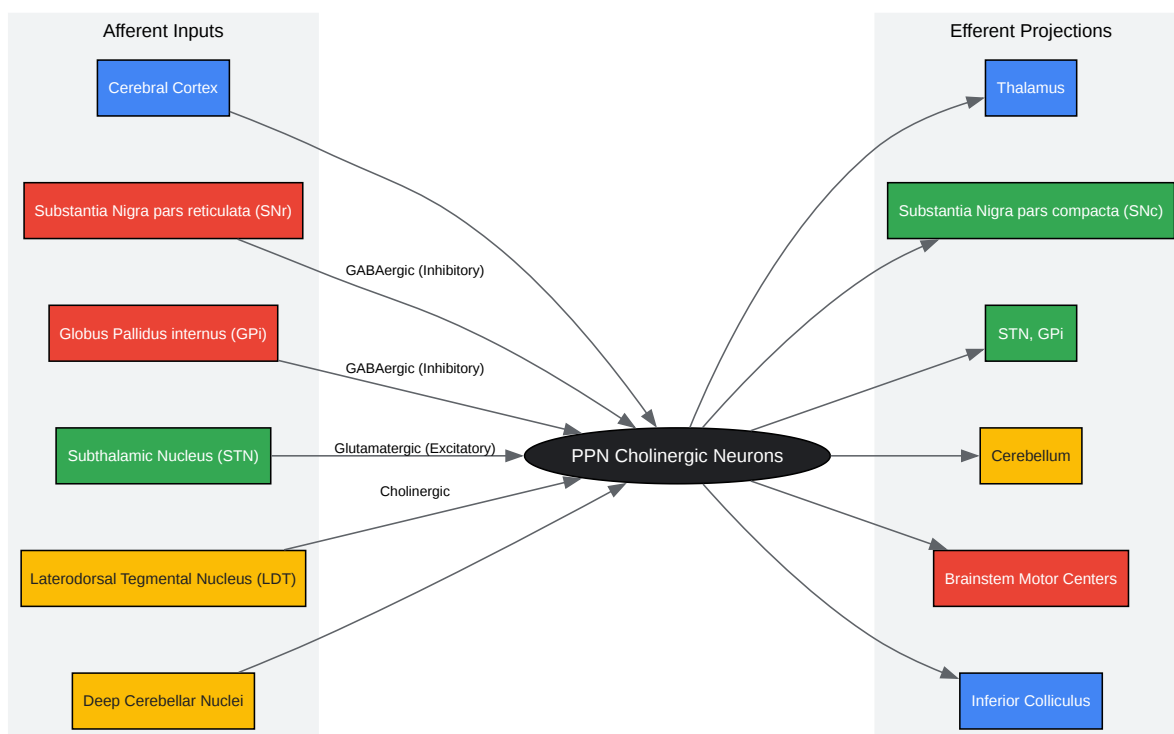 Afferent Inputs
Efferent Projections
Cerebral Cortex
Thalamus
Substantia Nigra pars reticulata (SNr)
Substantia Nigra pars compacta (SNc)
GABAergic (Inhibitory)
Globus Pallidus internus (GPi)
STN, GPi
GABAergic (Inhibitory)
Subthalamic Nucleus (STN)
Glutamatergic (Excitatory)
PPN Cholinergic Neurons
Cerebellum
Cholinergic
Laterodorsal Tegmental Nucleus (LDT)
Brainstem Motor Centers
Deep Cerebellar Nuclei
Inferior Colliculus